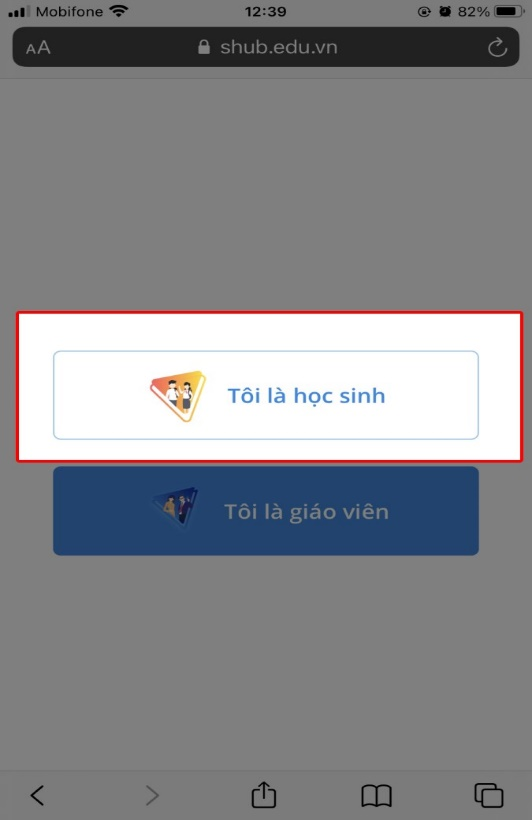 Mobifone 12:39 82%
AA shub.edu.vn
Tôi là học sinh
Tôi là giáo viên